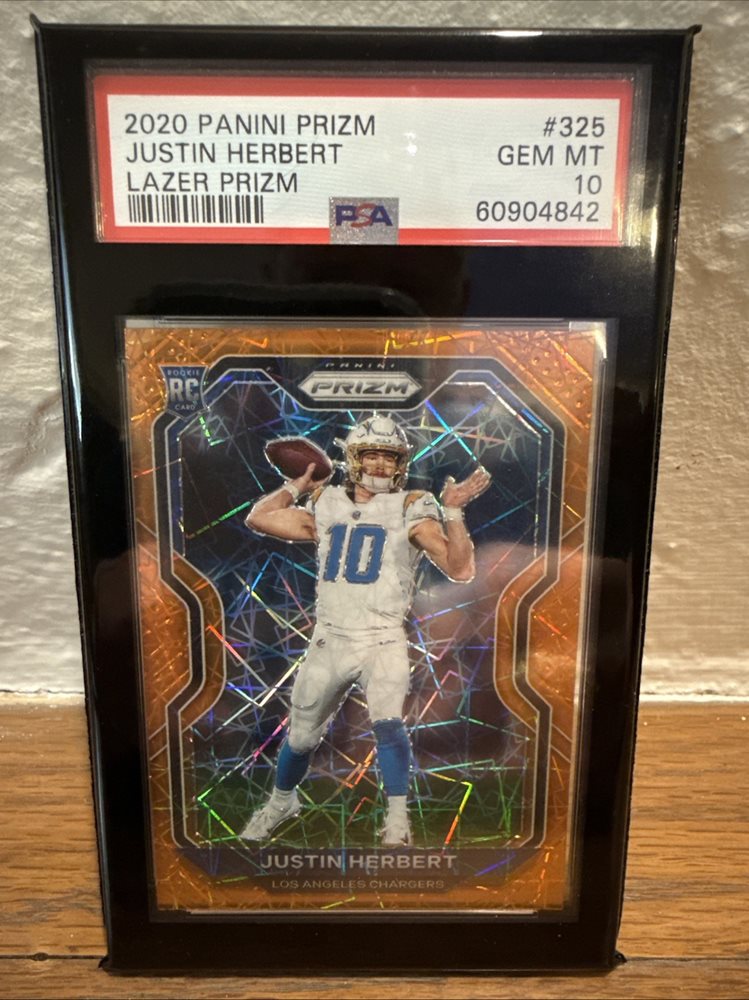 2020 PANINI PRIZM #325
JUSTIN HERBERT GEM MT
LAZER PRIZM 10
PSA 60904842
ROOKIE
RC
CARD
PANINI
PRIZM
10
JUSTIN HERBERT
LOS ANGELES CHARGERS